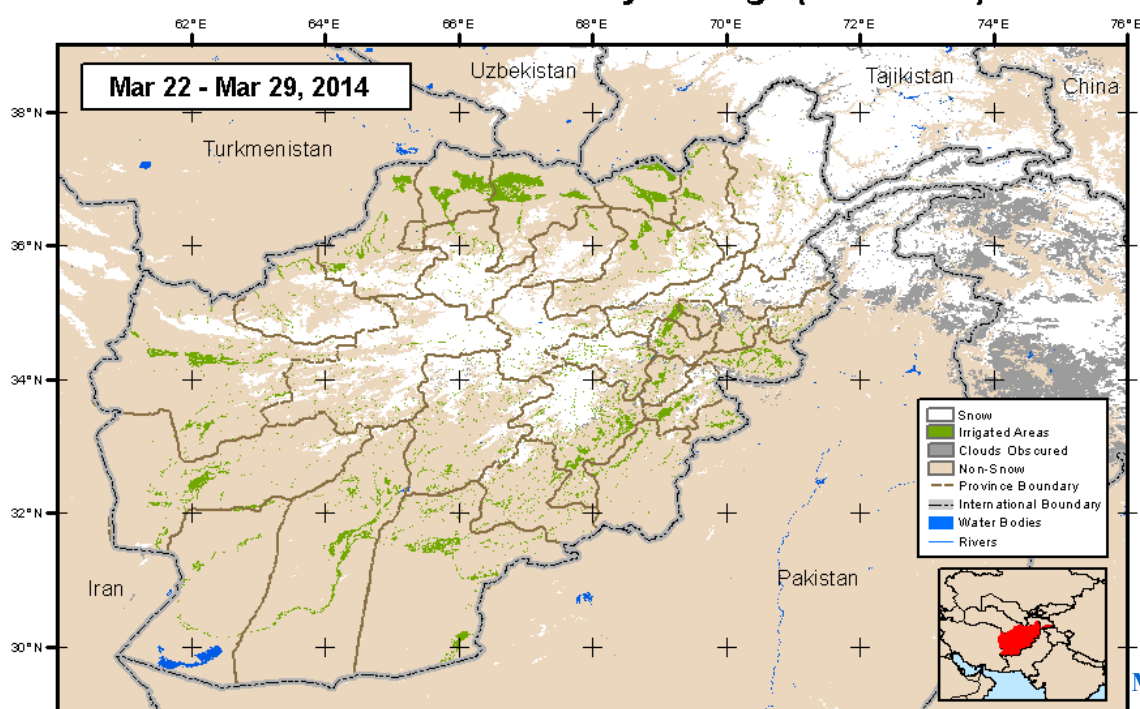 62°E 64°E 66°E 68°E 70°E 72°E 74°E 76°E
Mar 22 - Mar 29, 2014
Uzbekistan
Tajikistan
China
Turkmenistan
38°N
36°N
34°N
32°N
30°N
Iran
Pakistan
Snow
Irrigated Areas
Clouds Obscured
Non-Snow
Province Boundary
International Boundary
Water Bodies
Rivers